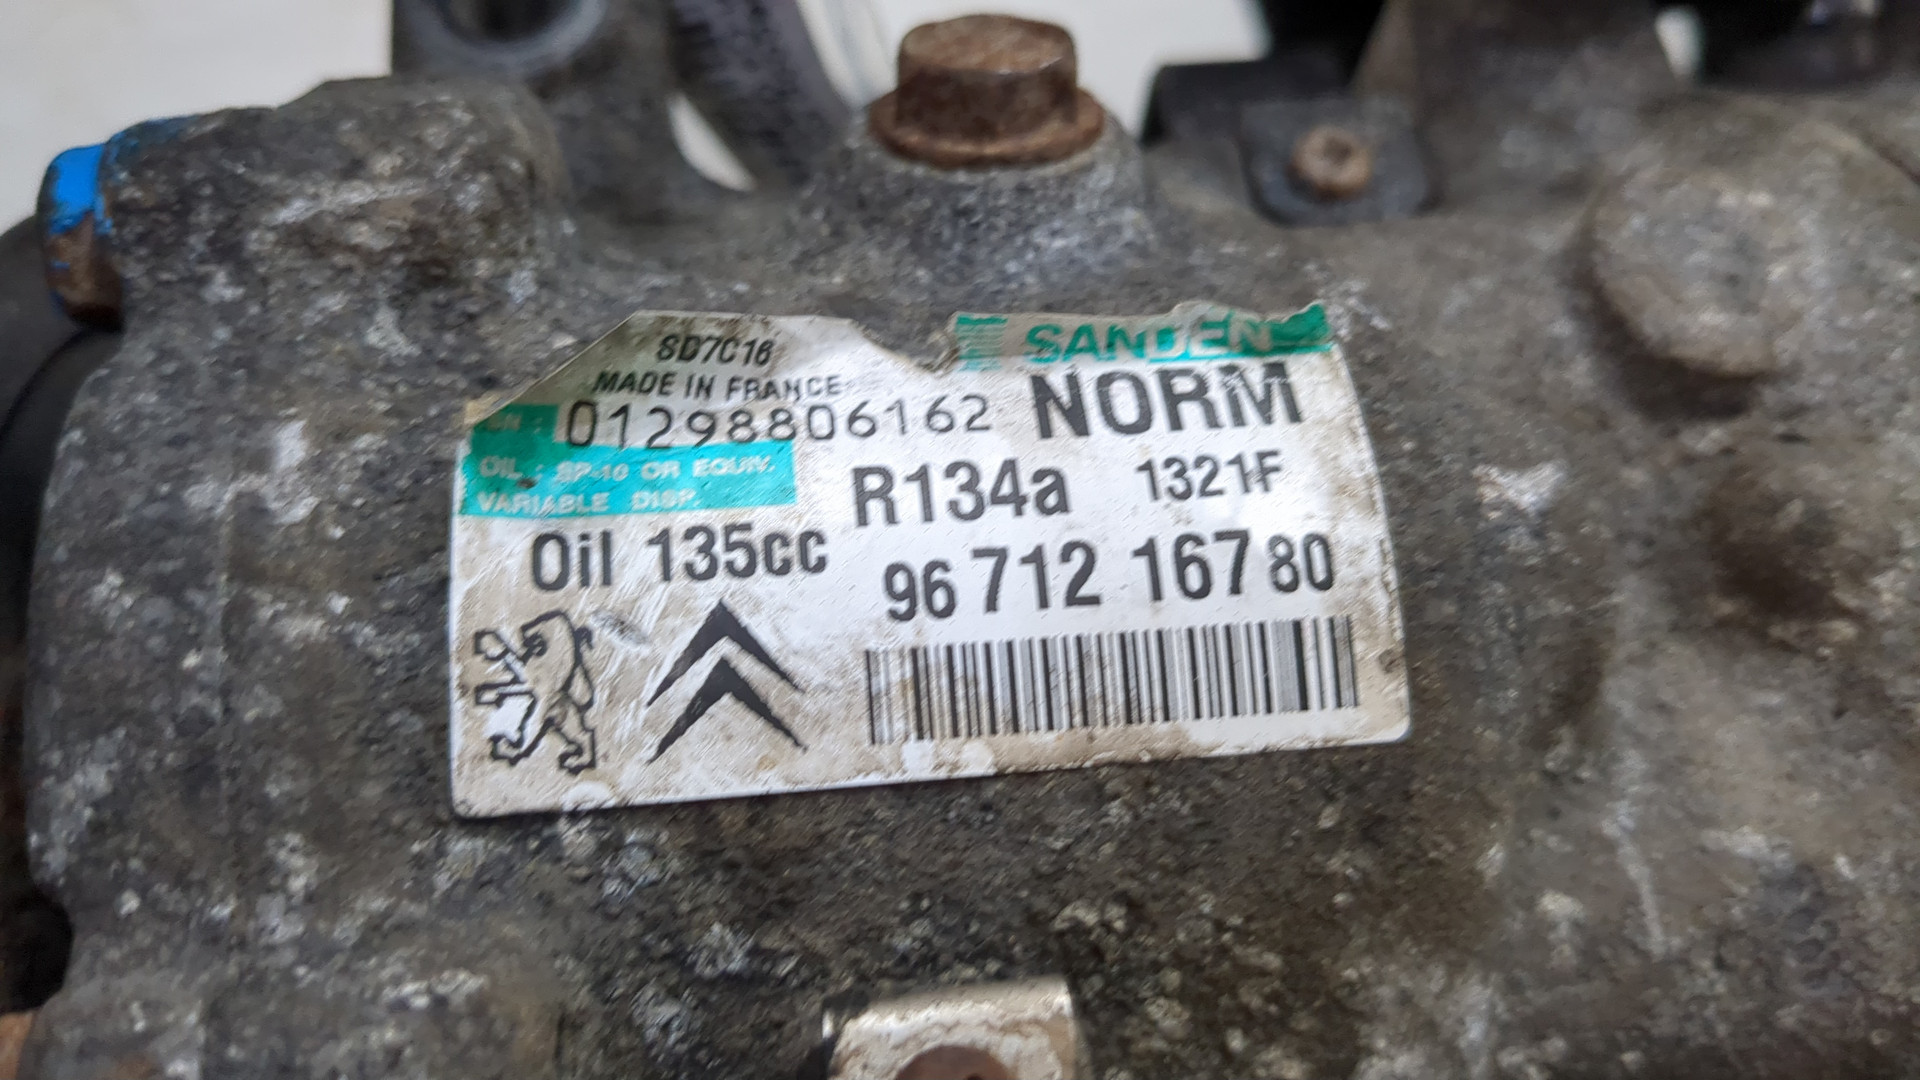 SD7C16
SANDEN
MADE IN FRANCE
SN : 01298806162
NORM
OIL : SP-10 OR EQUIV.
VARIABLE DISP.
R134a 1321F
Oil 135cc
96 712 167 80